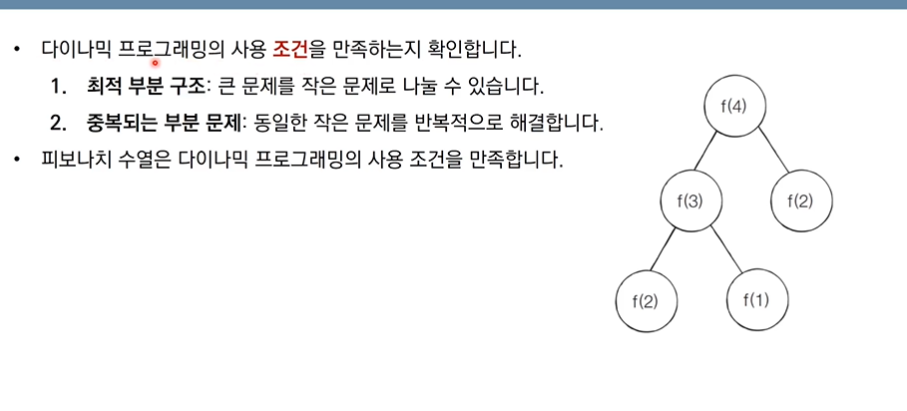 • 다이나믹 프로그래밍의 사용 조건을 만족하는지 확인합니다.
1. 최적 부분 구조: 큰 문제를 작은 문제로 나눌 수 있습니다.
2. 중복되는 부분 문제: 동일한 작은 문제를 반복적으로 해결합니다.
• 피보나치 수열은 다이나믹 프로그래밍의 사용 조건을 만족합니다.
f(4)
f(3)
f(2)
f(2)
f(1)